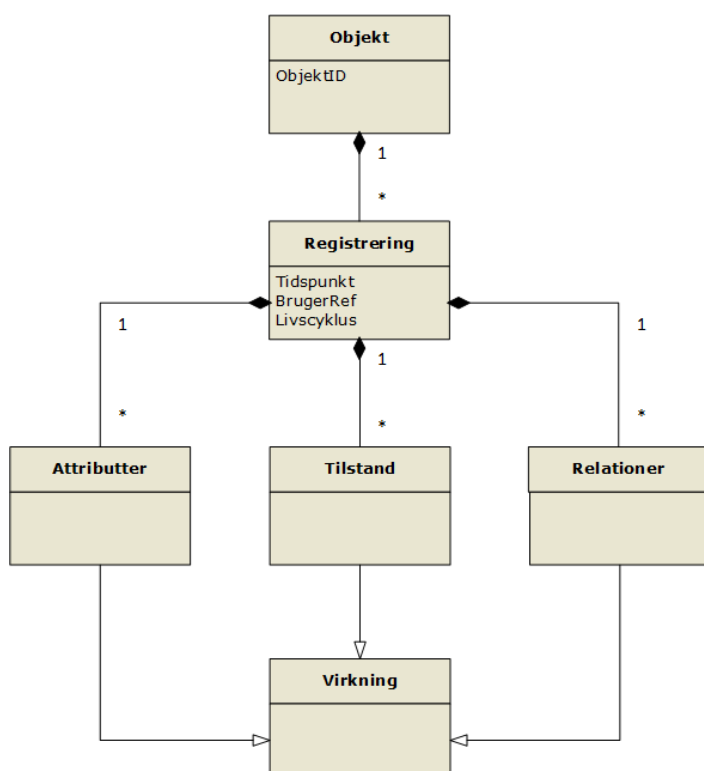 Objekt
ObjektID
1
*
Registrering
Tidspunkt
BrugerRef
Livscyklus
1
1
1
*
*
*
Attributter
Tilstand
Relationer
Virkning